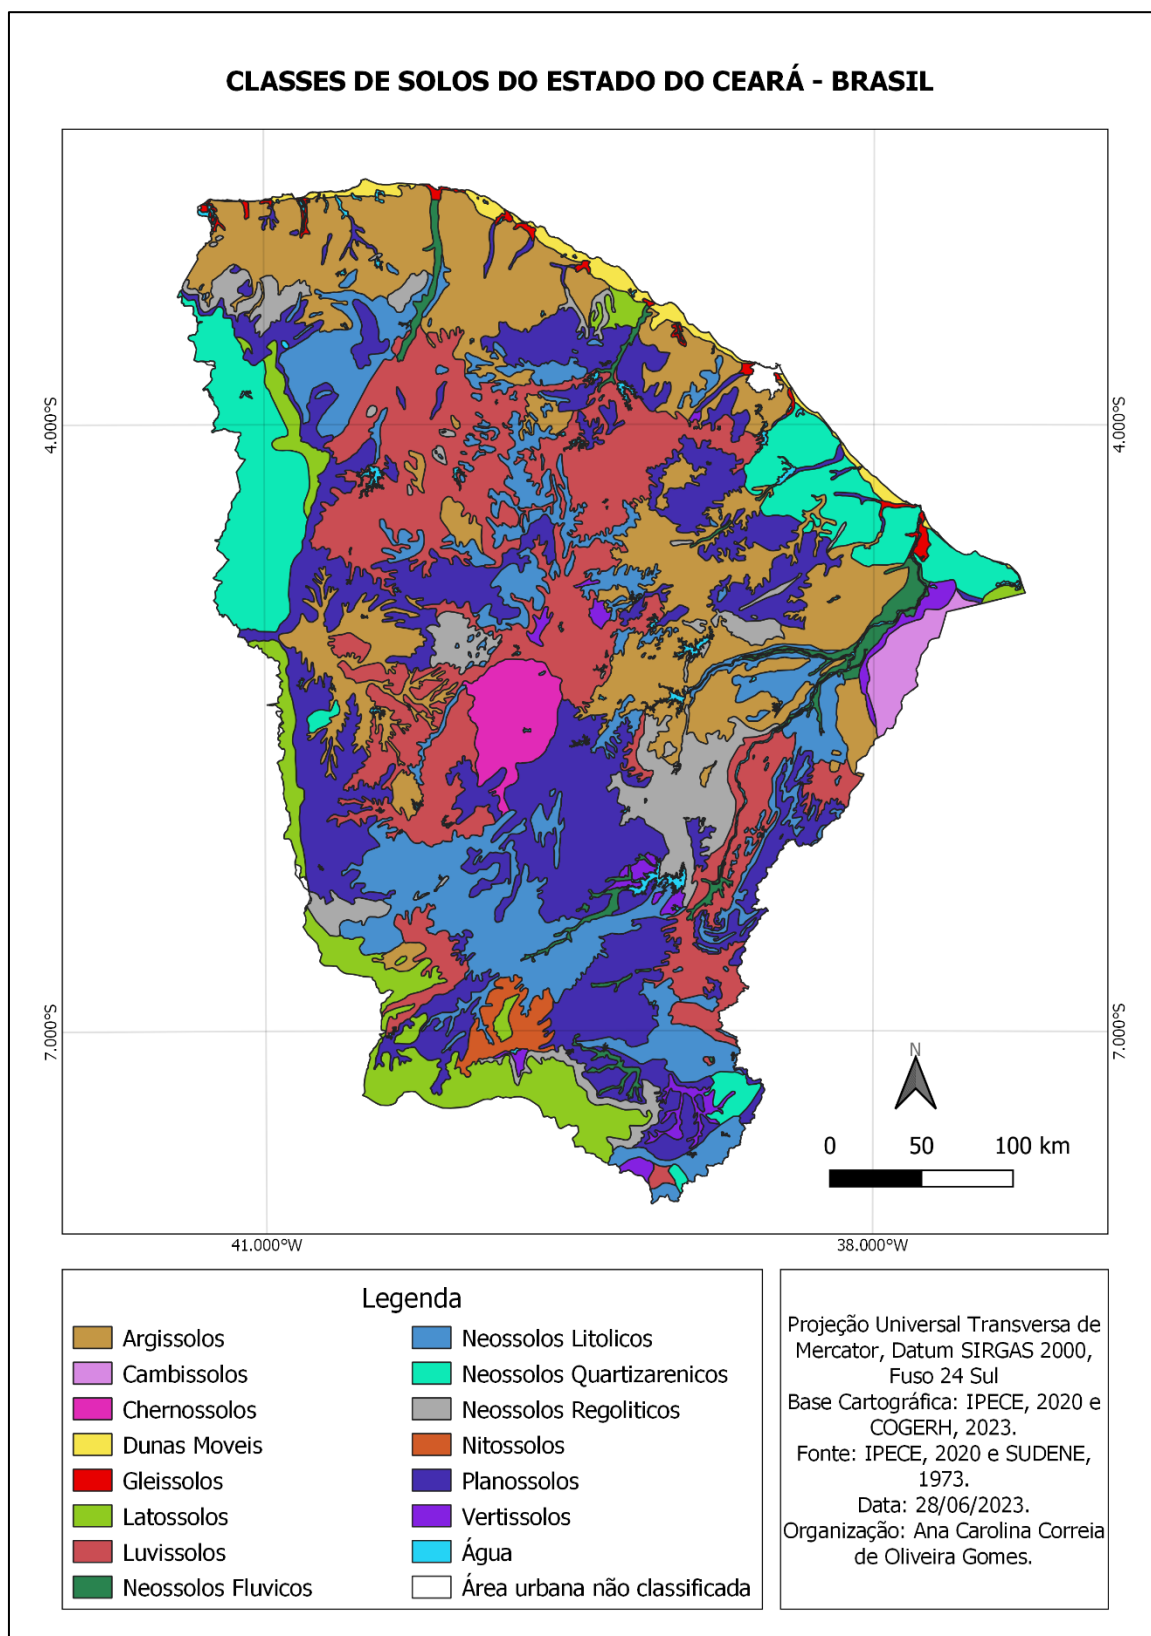 CLASSES DE SOLOS DO ESTADO DO CEARÁ - BRASIL
4.000°S
4.000°S
7.000°S
7.000°S
N
0 50 100 km
41.000°W
38.000°W
Legenda
Argissolos
Cambissolos
Chernossolos
Dunas Moveis
Gleissolos
Latossolos
Luvissolos
Neossolos Fluvicos
Neossolos Litolicos
Neossolos Quartizarenicos
Neossolos Regoliticos
Nitossolos
Planossolos
Vertissolos
Água
Área urbana não classificada
Projeção Universal Transversa de
Mercator, Datum SIRGAS 2000,
Fuso 24 Sul
Base Cartográfica: IPECE, 2020 e
COGERH, 2023.
Fonte: IPECE, 2020 e SUDENE,
1973.
Data: 28/06/2023.
Organização: Ana Carolina Correia
de Oliveira Gomes.